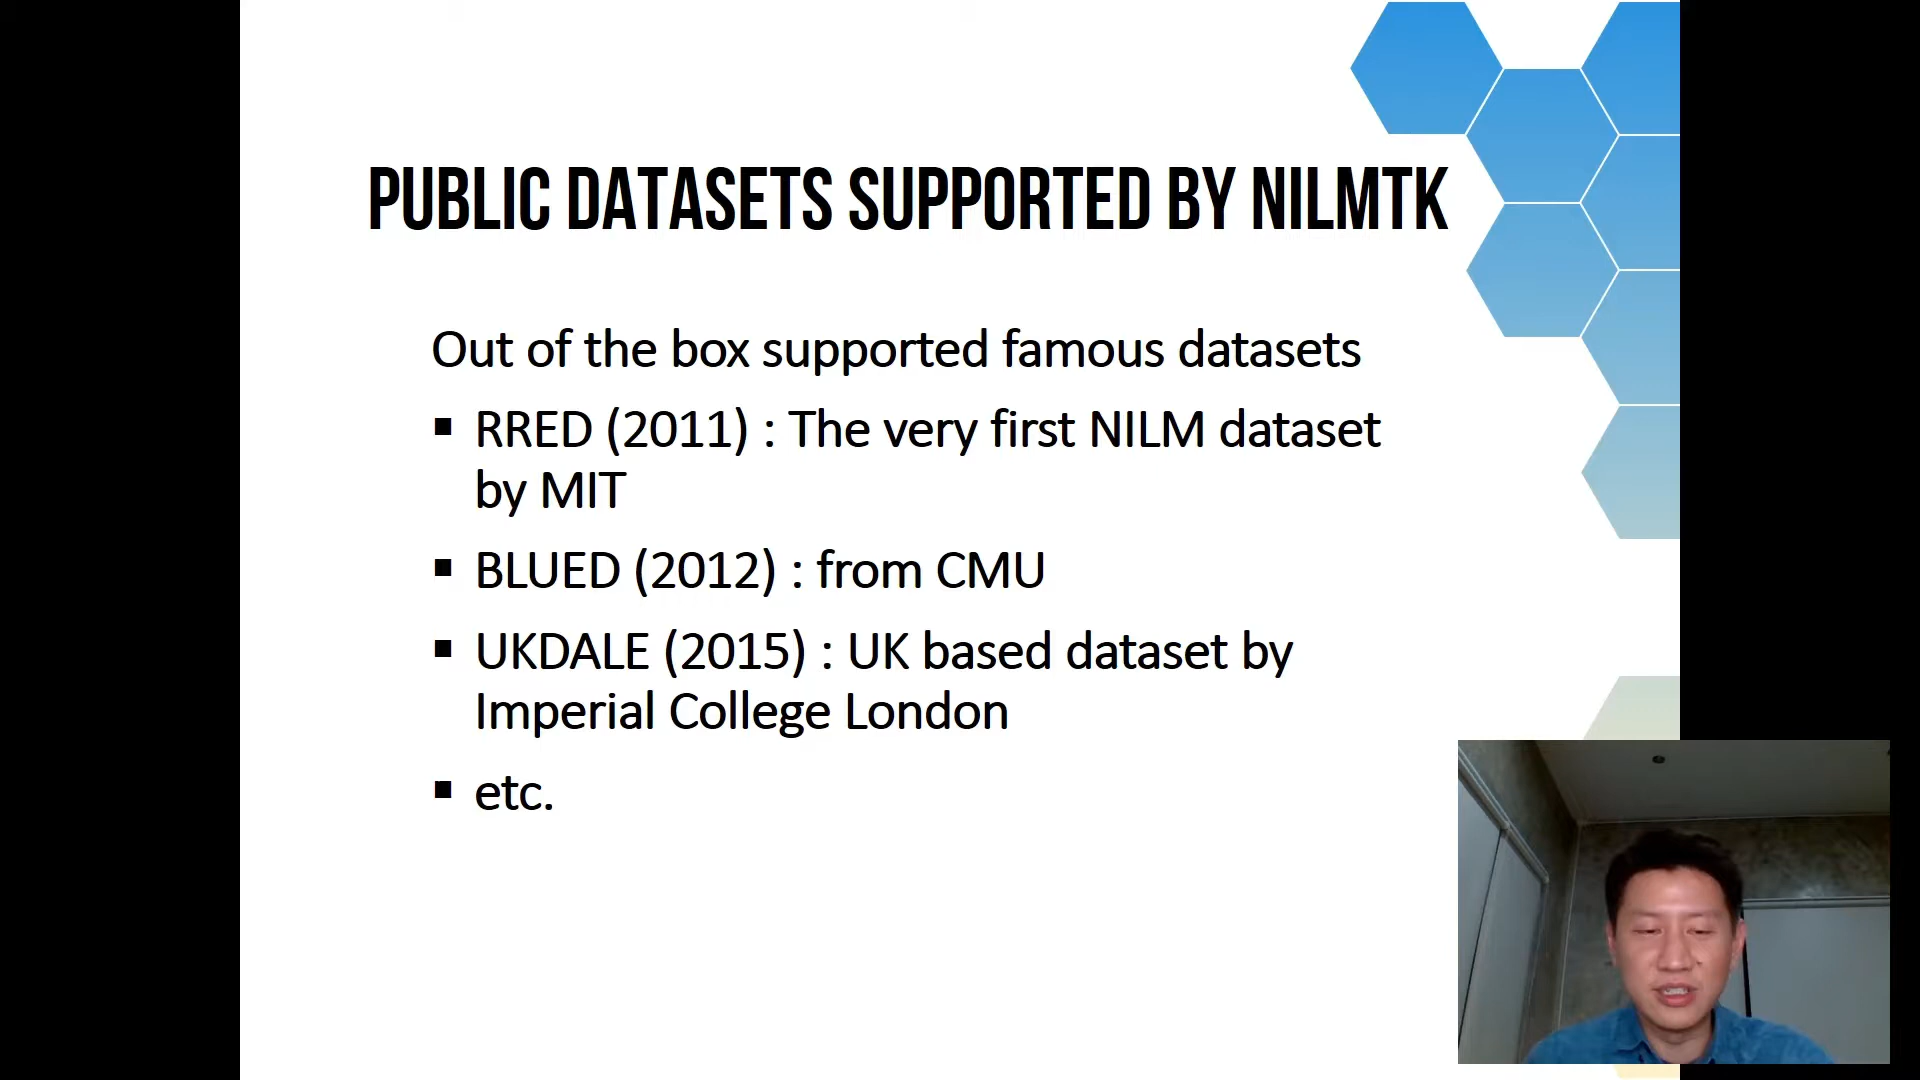 PUBLIC DATASETS SUPPORTED BY NILMTK
Out of the box supported famous datasets
▪ RRED (2011) : The very first NILM dataset
by MIT
▪ BLUED (2012) : from CMU
▪ UKDALE (2015) : UK based dataset by
Imperial College London
▪ etc.